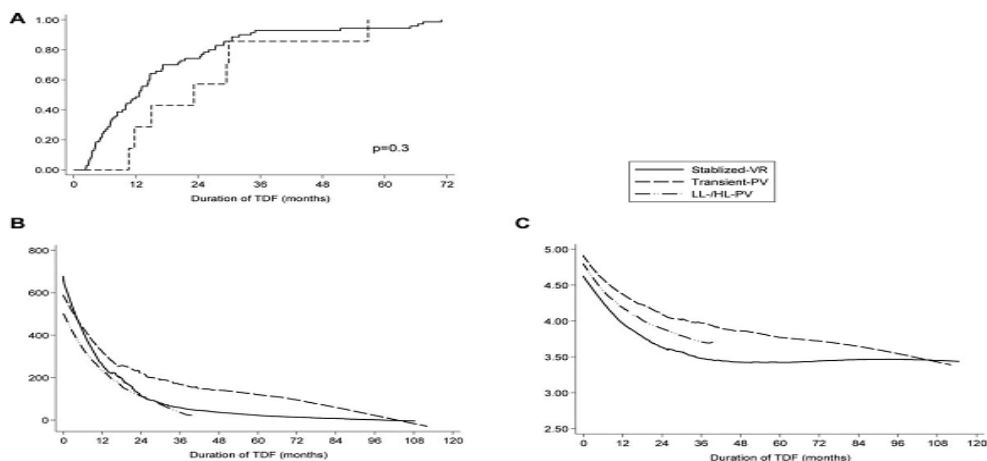 A
1.00
0.80
0.60
0.40
0.20
0.00
p=0.3
0 12 24 36 48 60 72
Duration of TDF (months)
Stablized-VR
Transient-PV
LL-/HL-PV
B
800
600
400
200
0
0 12 24 36 48 60 72 84 96 108 120
Duration of TDF (months)
C
5.00
4.50
4.00
3.50
3.00
2.50
0 12 24 36 48 60 72 84 96 108 120
Duration of TDF (months)